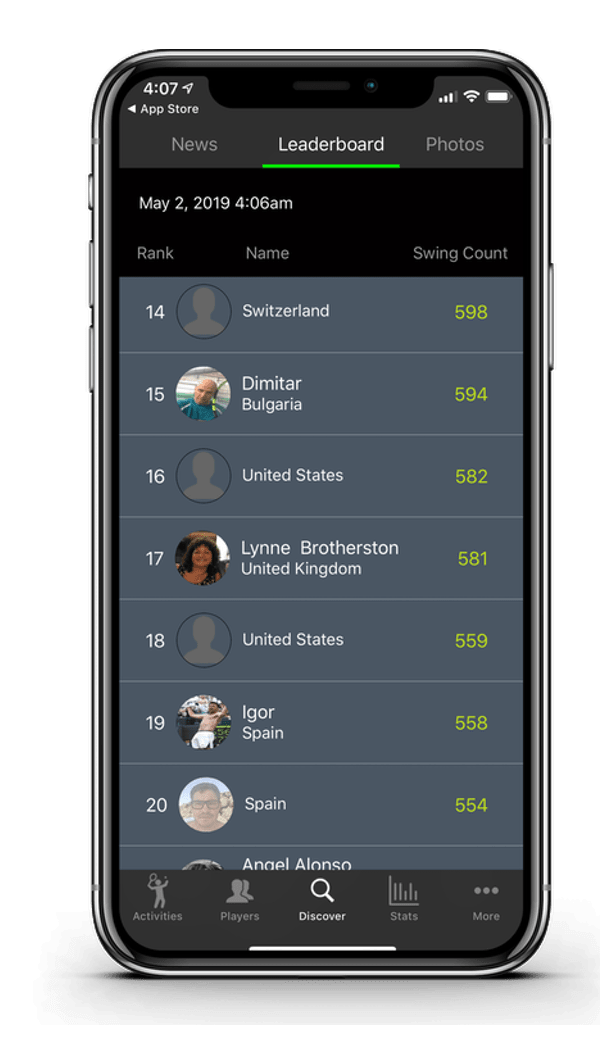 4:07
◀ App Store
News Leaderboard Photos
May 2, 2019 4:06am
Rank Name Swing Count
14 Switzerland 598
15 Dimitar 594
Bulgaria
16 United States 582
17 Lynne Brotherston 581
United Kingdom
18 United States 559
19 Igor 558
Spain
20 Spain 554
Angel Alonso
Activities Players Discover Stats More